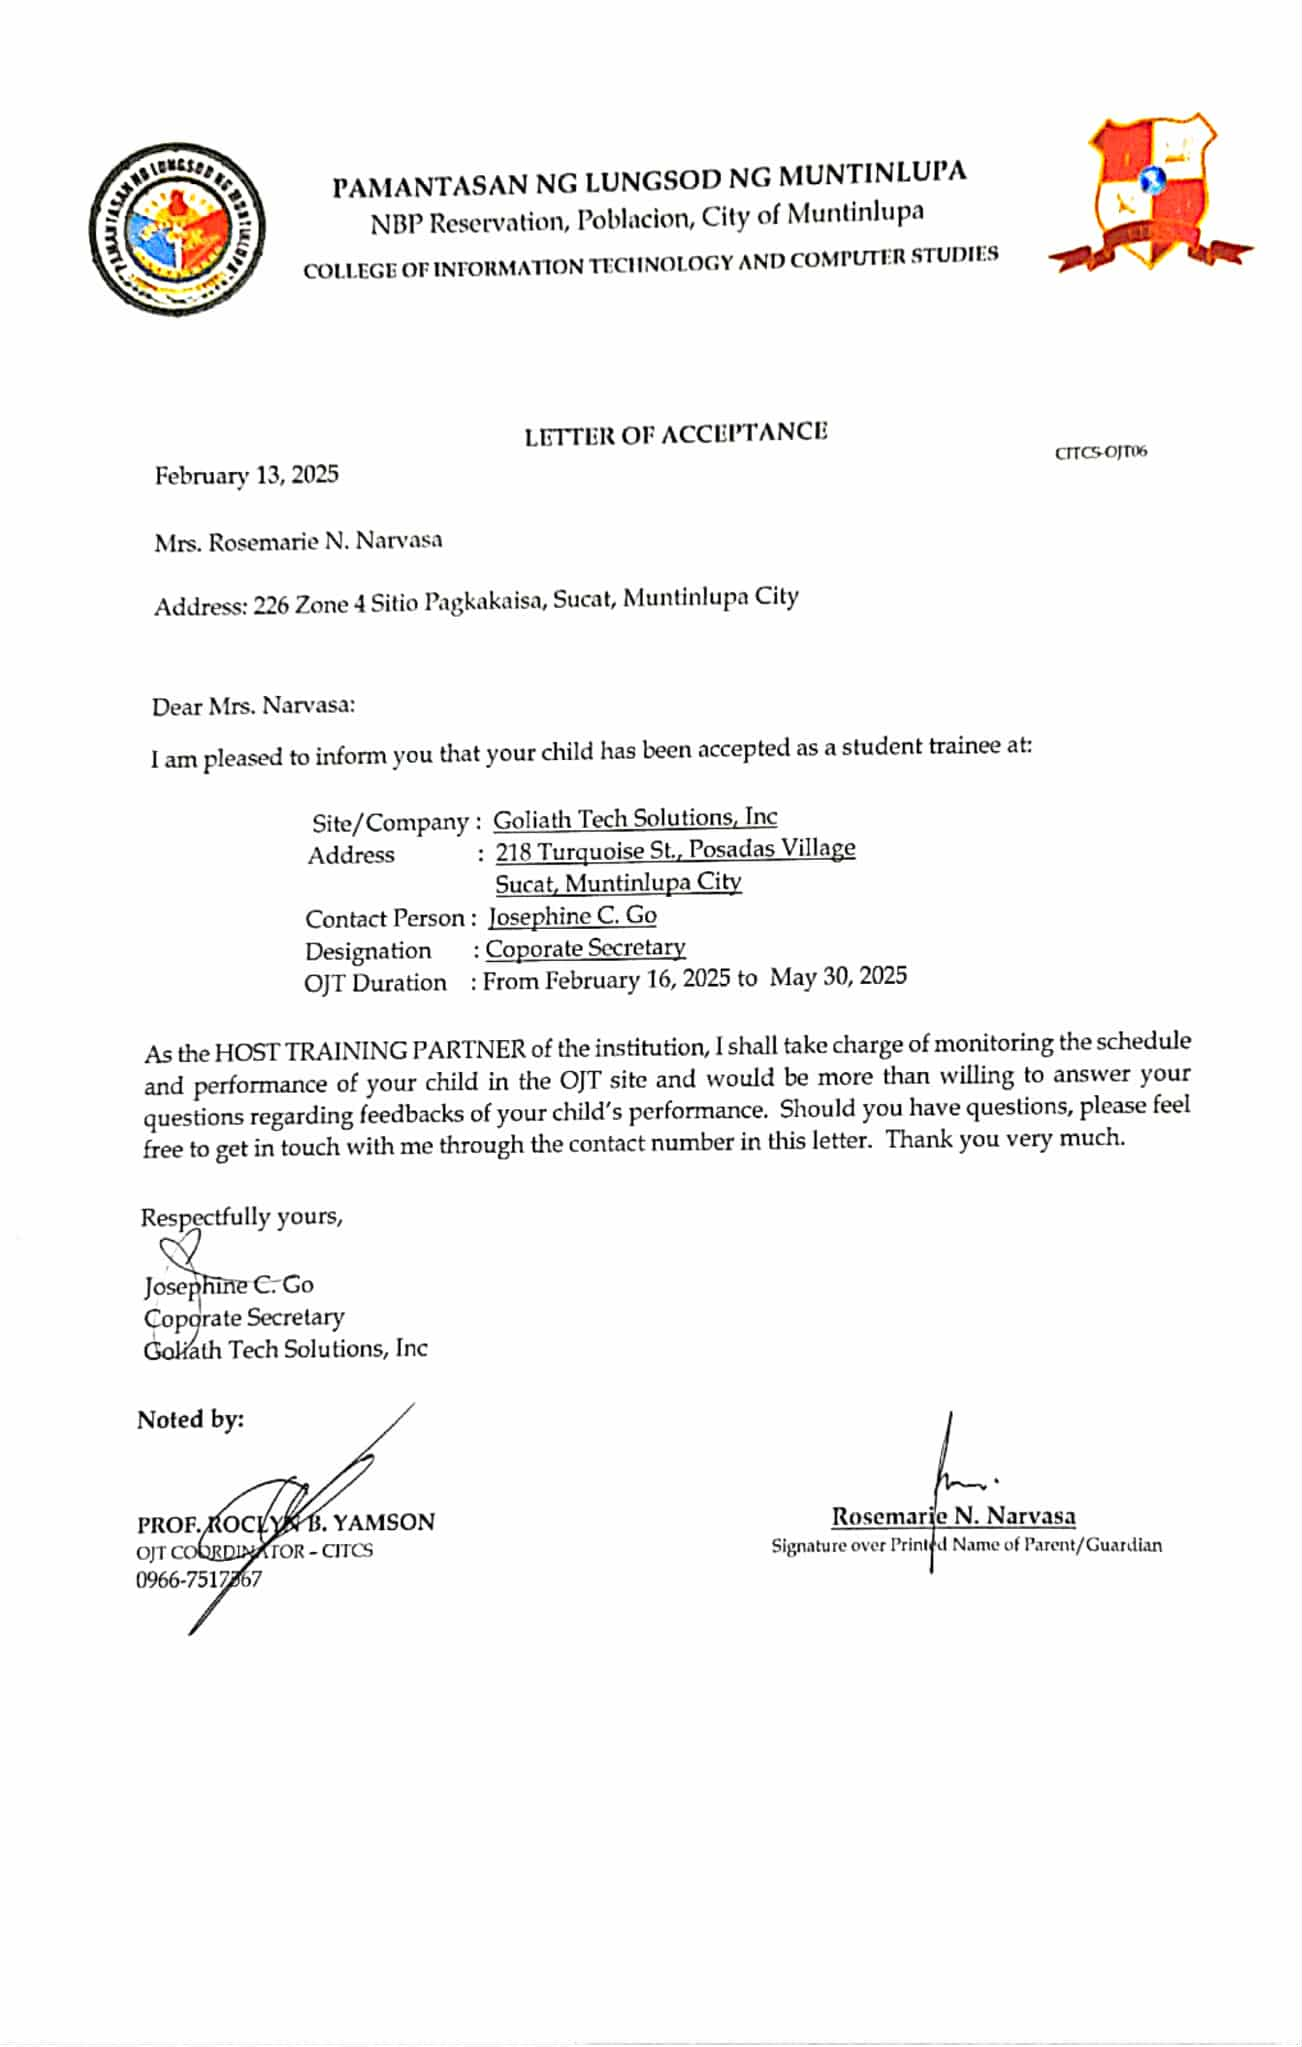 PAMANTASAN NG LUNGSOD NG MUNTINLUPA
PAMANTASAN NG LUNGSOD NG MUNTINLUPA
NBP Reservation, Poblacion, City of Muntinlupa
COLLEGE OF INFORMATION TECHNOLOGY AND COMPUTER STUDIES
LETTER OF ACCEPTANCE
CITCS-OJT06
February 13, 2025
Mrs. Rosemarie N. Narvasa
Address: 226 Zone 4 Sitio Pagkakaisa, Sucat, Muntinlupa City
Dear Mrs. Narvasa:
I am pleased to inform you that your child has been accepted as a student trainee at:
Site/Company : Goliath Tech Solutions, Inc
Address : 218 Turquoise St., Posadas Village
Sucat, Muntinlupa City
Contact Person : Josephine C. Go
Designation : Coporate Secretary
OJT Duration : From February 16, 2025 to May 30, 2025
As the HOST TRAINING PARTNER of the institution, I shall take charge of monitoring the schedule
and performance of your child in the OJT site and would be more than willing to answer your
questions regarding feedbacks of your child's performance. Should you have questions, please feel
free to get in touch with me through the contact number in this letter. Thank you very much.
Respectfully yours,
Josephine C. Go
Coporate Secretary
Goliath Tech Solutions, Inc
Noted by:
PROF. ROCLYN B. YAMSON
OJT COORDINATOR – CITCS
Rosemarie N. Narvasa
Signature over Printed Name of Parent/Guardian